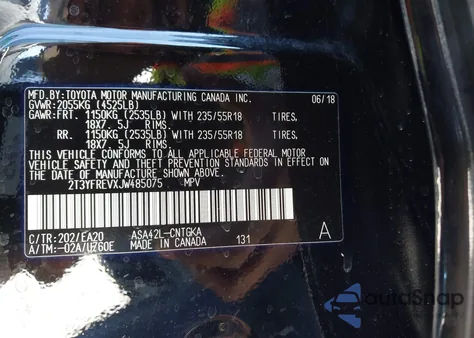 MFD.BY:TOYOTA MOTOR MANUFACTURING CANADA INC. 06/18
GVWR:2055KG (4525LB)
GAWR:FRT. 1150KG (2535LB) WITH 235/55R18 TIRES,
18X7. 5J RIMS.
RR. 1150KG (2535LB) WITH 235/55R18 TIRES,
18X7. 5J RIMS.
THIS VEHICLE CONFORMS TO ALL APPLICABLE FEDERAL MOTOR
VEHICLE SAFETY AND THEFT PREVENTION STANDARDS IN EFFECT ON
THE DATE OF MANUFACTURE SHOWN ABOVE.
2T3YFREVXJW485075 MPV
C/TR:202/EA20 ASA42L-CNTGKA A
A/TM:-02A/U760E MADE IN CANADA 131
autoSnap